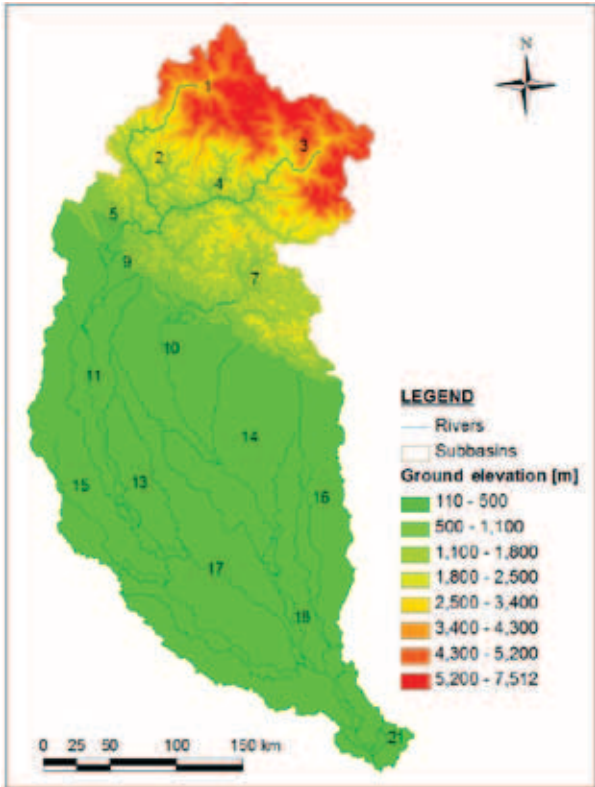 N
1
3
2
4
5
9
7
10
11
14
15
13
16
17
18
21
LEGEND
Rivers
Subbasins
Ground elevation [m]
110 - 500
500 - 1,100
1,100 - 1,800
1,800 - 2,500
2,500 - 3,400
3,400 - 4,300
4,300 - 5,200
5,200 - 7,512
0 25 50 100 150 km